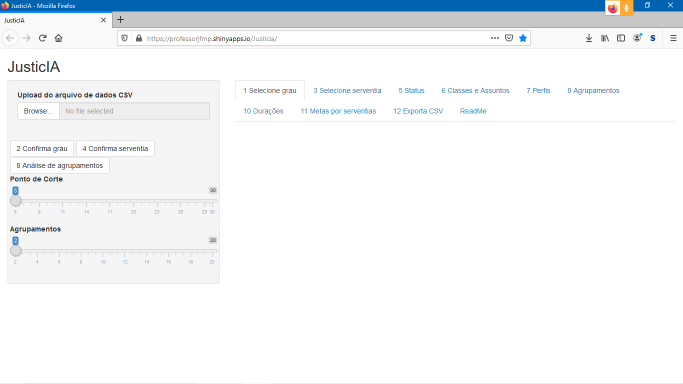 JusticIA - Mozilla Firefox
JusticIA
https://professorjfmp.shinyapps.io/Justicia/
JusticIA
Upload do arquivo de dados CSV
Browse... No file selected
2 Confirma grau 4 Confirma serventia
8 Análise de agrupamentos
Ponto de Corte
5 30
5 8 11 14 17 20 23 26 29 30
Agrupamentos
2 20
2 4 6 8 10 12 14 16 18 20
1 Selecione grau 3 Selecione serventia 5 Status 6 Classes e Assuntos 7 Perfis 9 Agrupamentos
10 Durações 11 Metas por serventias 12 Exporta CSV ReadMe